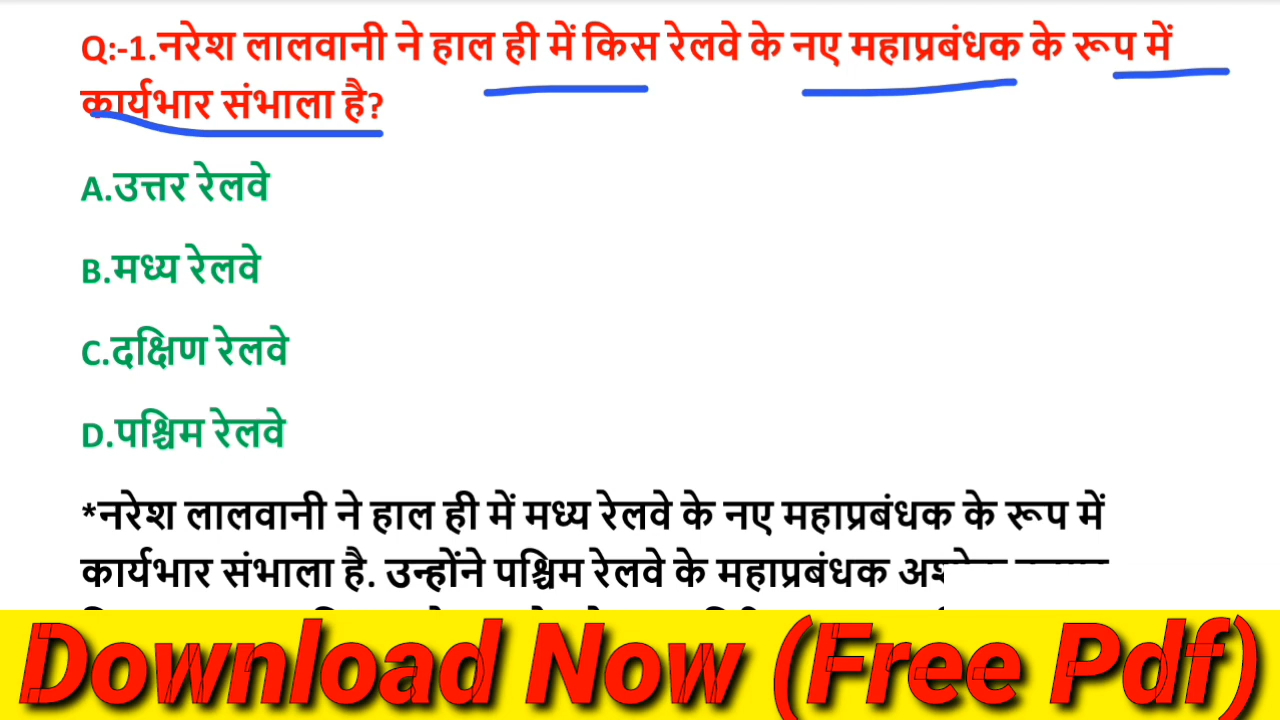 Q:-1.नरेश लालवानी ने हाल ही में किस रेलवे के नए महाप्रबंधक के रूप में
कार्यभार संभाला है?
A.उत्तर रेलवे
B.मध्य रेलवे
C.दक्षिण रेलवे
D.पश्चिम रेलवे
*नरेश लालवानी ने हाल ही में मध्य रेलवे के नए महाप्रबंधक के रूप में
कार्यभार संभाला है. उन्होंने पश्चिम रेलवे के महाप्रबंधक
Download Now (Free Pdf)